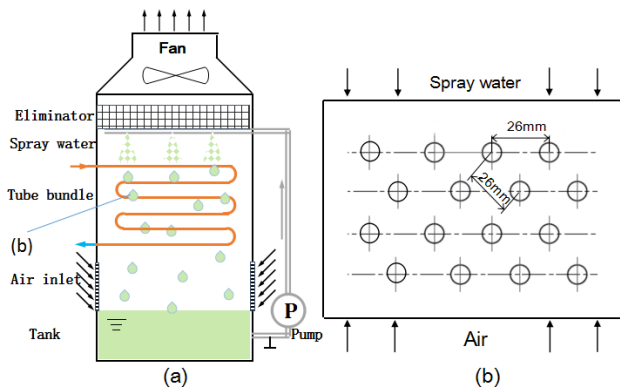 Fan
Eliminator
Spray water
Tube bundle
(b)
Air inlet
Tank
P
Pump
(a)
Spray water
26mm
26mm
Air
(b)